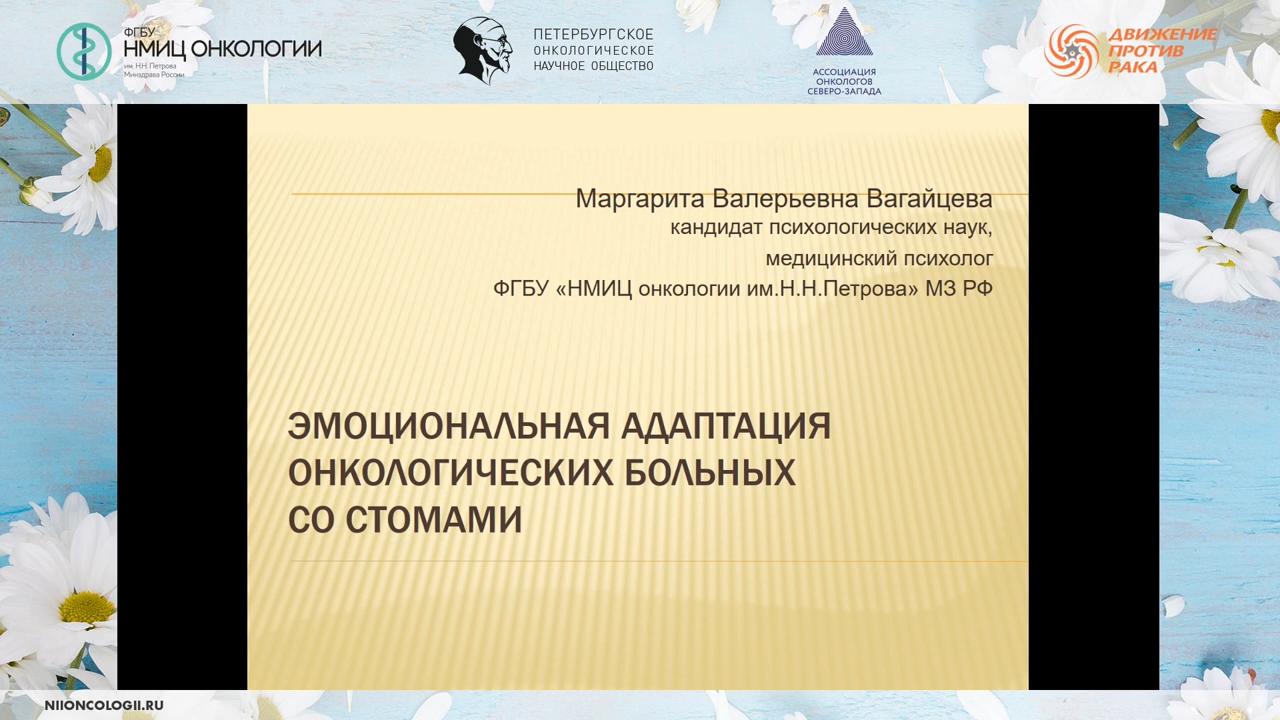 ФГБУ
НМИЦ ОНКОЛОГИИ
им. Н.Н. Петрова
Минздрава России
ПЕТЕРБУРГСКОЕ
ОНКОЛОГИЧЕСКОЕ
НАУЧНОЕ ОБЩЕСТВО
АССОЦИАЦИЯ
ОНКОЛОГОВ
СЕВЕРО-ЗАПАДА
ДВИЖЕНИЕ
ПРОТИВ
РАКА
Маргарита Валерьевна Вагайцева
кандидат психологических наук,
медицинский психолог
ФГБУ «НМИЦ онкологии им.Н.Н.Петрова» МЗ РФ
ЭМОЦИОНАЛЬНАЯ АДАПТАЦИЯ
ОНКОЛОГИЧЕСКИХ БОЛЬНЫХ
СО СТОМАМИ
NIIONCOLOGII.RU